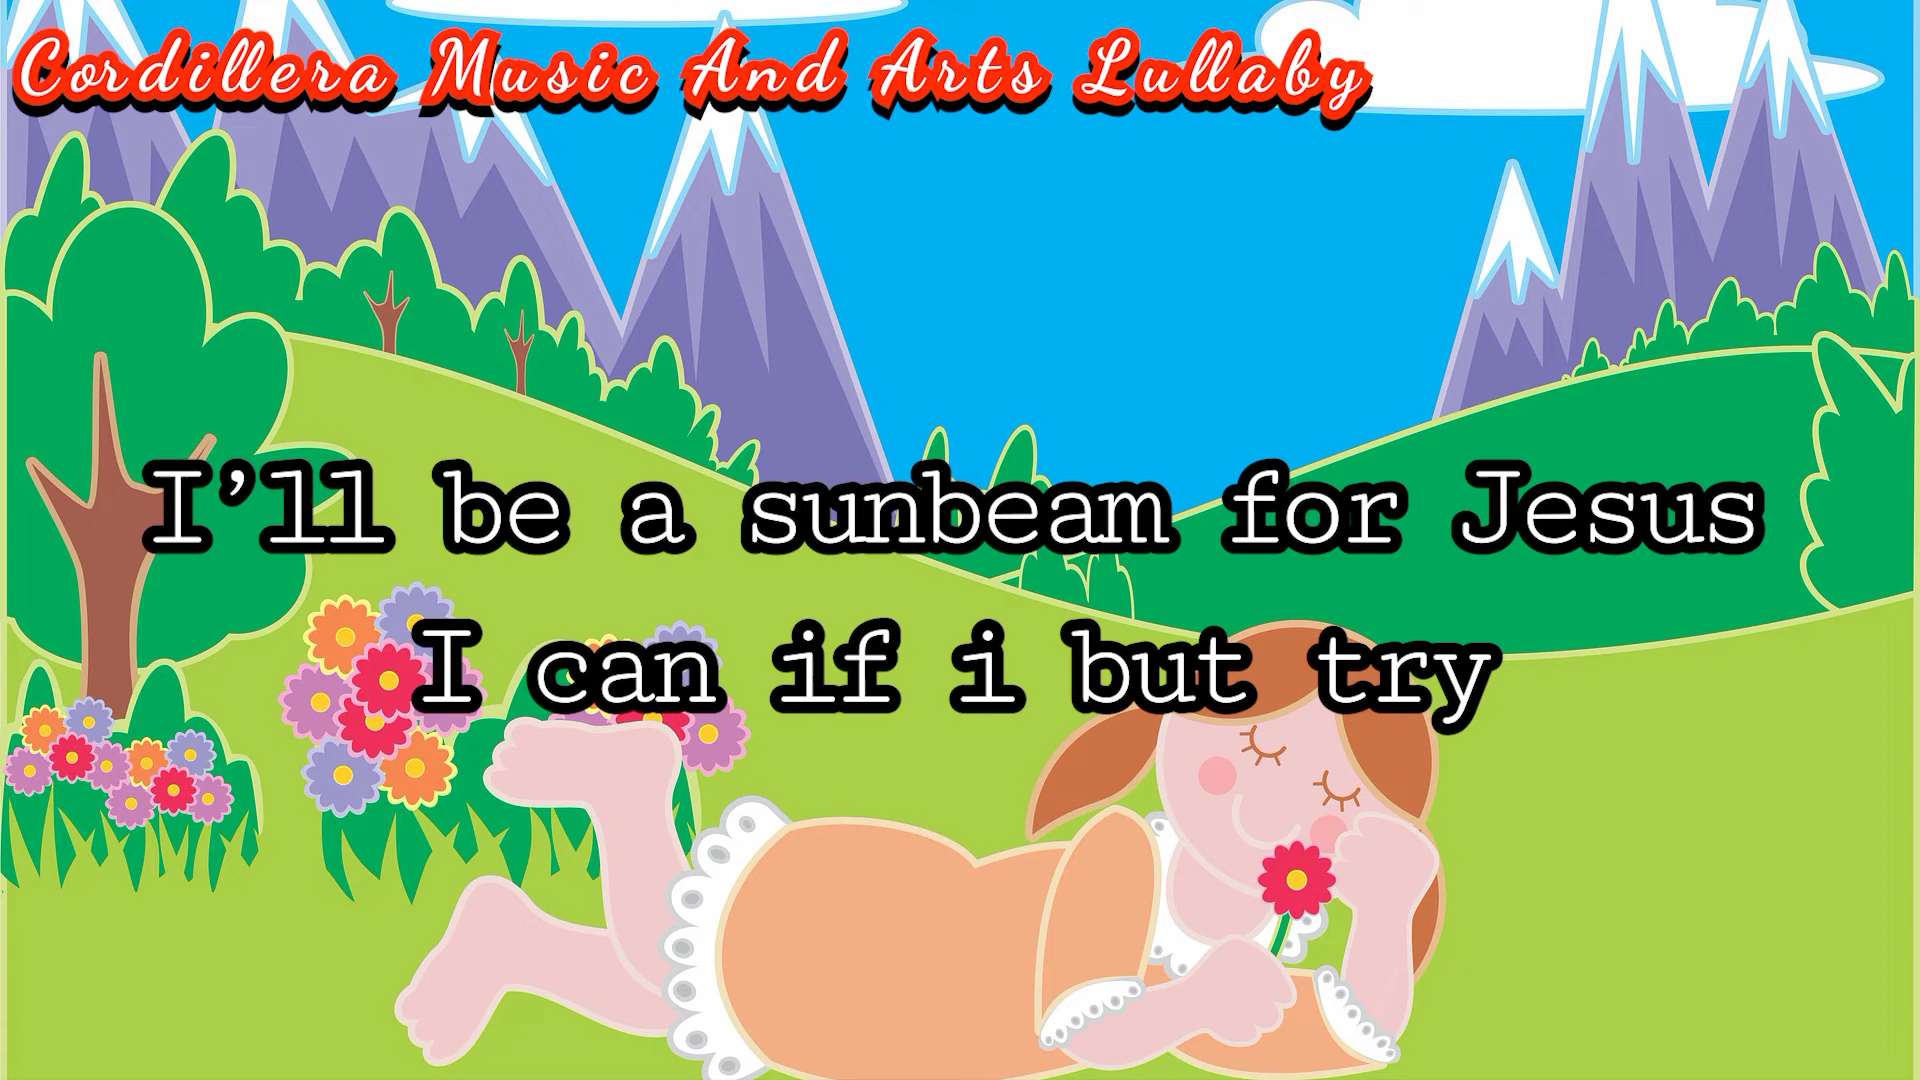 Cordillera Music And Arts Lullaby
I'll be a sunbeam for Jesus
I can if i but try